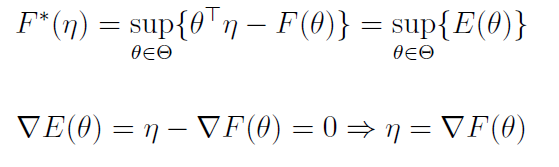 F*(η) = sup_{θ∈Θ}{θ^⊤η − F(θ)} = sup_{θ∈Θ}{E(θ)}
∇E(θ) = η − ∇F(θ) = 0 ⇒ η = ∇F(θ)